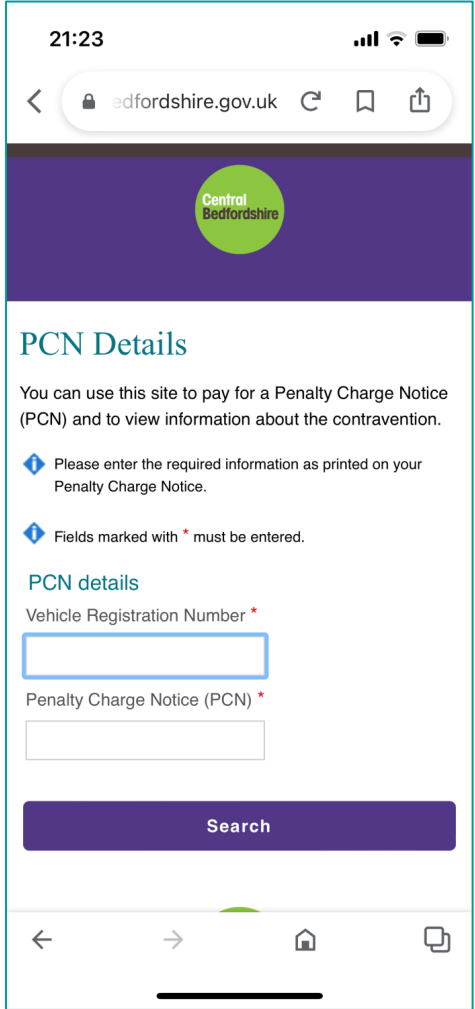 21:23
edfordshire.gov.uk
Central
Bedfordshire
PCN Details
You can use this site to pay for a Penalty Charge Notice
(PCN) and to view information about the contravention.
Please enter the required information as printed on your
Penalty Charge Notice.
Fields marked with * must be entered.
PCN details
Vehicle Registration Number *
Penalty Charge Notice (PCN) *
Search